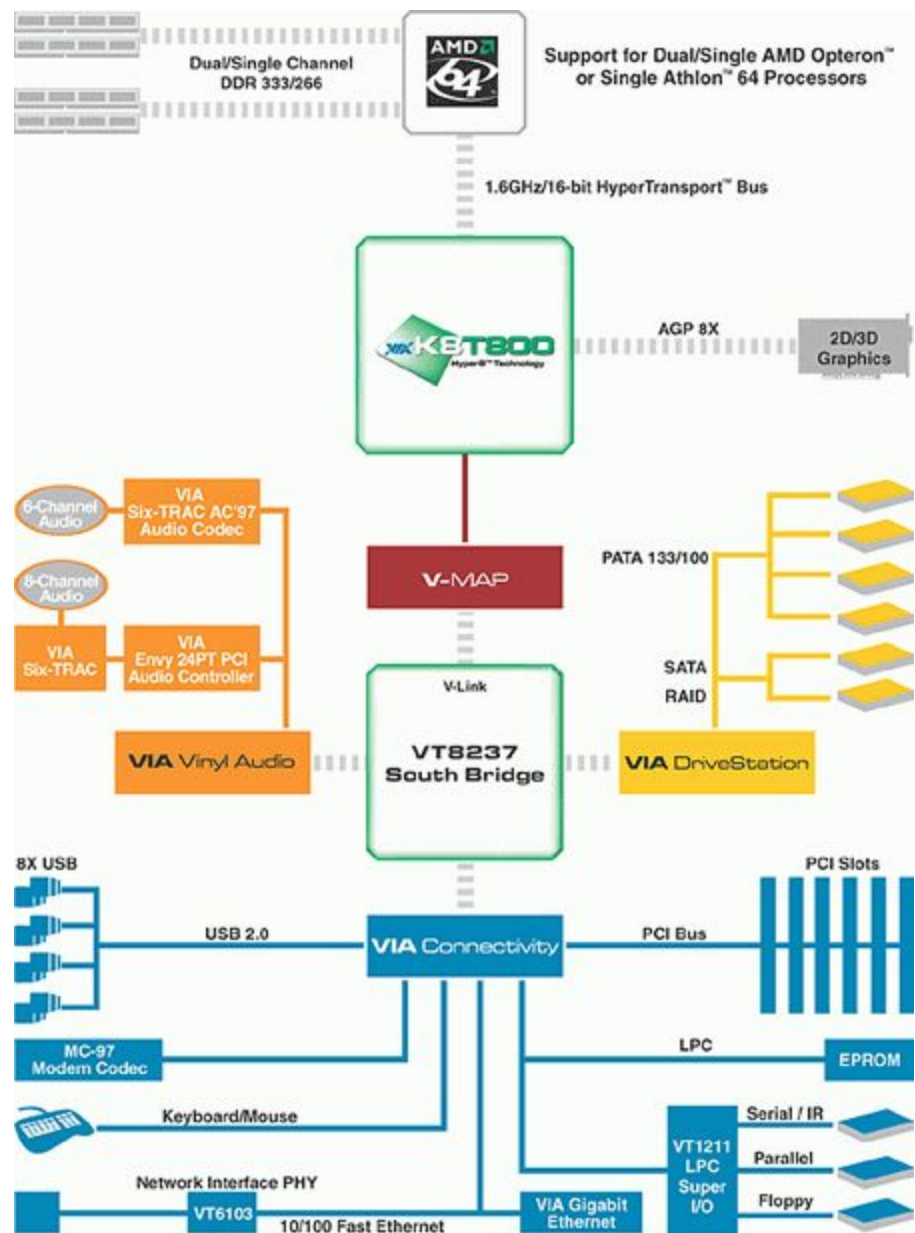 Dual/Single Channel
DDR 333/266
AMD
64
Support for Dual/Single AMD Opteron™
or Single Athlon™ 64 Processors
1.6GHz/16-bit HyperTransport™ Bus
VIA K8T800
Hyper8™ Technology
AGP 8X
2D/3D
Graphics
6-Channel
Audio
VIA
Six-TRAC AC'97
Audio Codec
8-Channel
Audio
VIA
Six-TRAC
VIA
Envy 24PT PCI
Audio Controller
V-MAP
PATA 133/100
SATA
RAID
V-Link
VIA Vinyl Audio
VT8237
South Bridge
VIA DriveStation
8X USB
USB 2.0
VIA Connectivity
PCI Bus
PCI Slots
MC-97
Modem Codec
LPC
EPROM
Keyboard/Mouse
Serial / IR
VT1211
LPC
Super
I/O
Parallel
Floppy
Network Interface PHY
VT6103
10/100 Fast Ethernet
VIA Gigabit
Ethernet